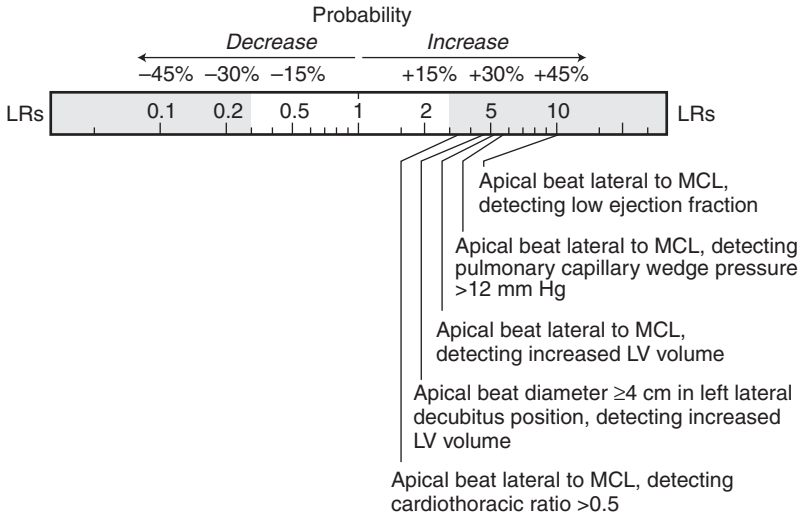 Probability
Decrease Increase
–45% –30% –15% +15% +30% +45%
LRs 0.1 0.2 0.5 1 2 5 10 LRs
Apical beat lateral to MCL,
detecting low ejection fraction
Apical beat lateral to MCL, detecting
pulmonary capillary wedge pressure
>12 mm Hg
Apical beat lateral to MCL,
detecting increased LV volume
Apical beat diameter ≥4 cm in left lateral
decubitus position, detecting increased
LV volume
Apical beat lateral to MCL, detecting
cardiothoracic ratio >0.5